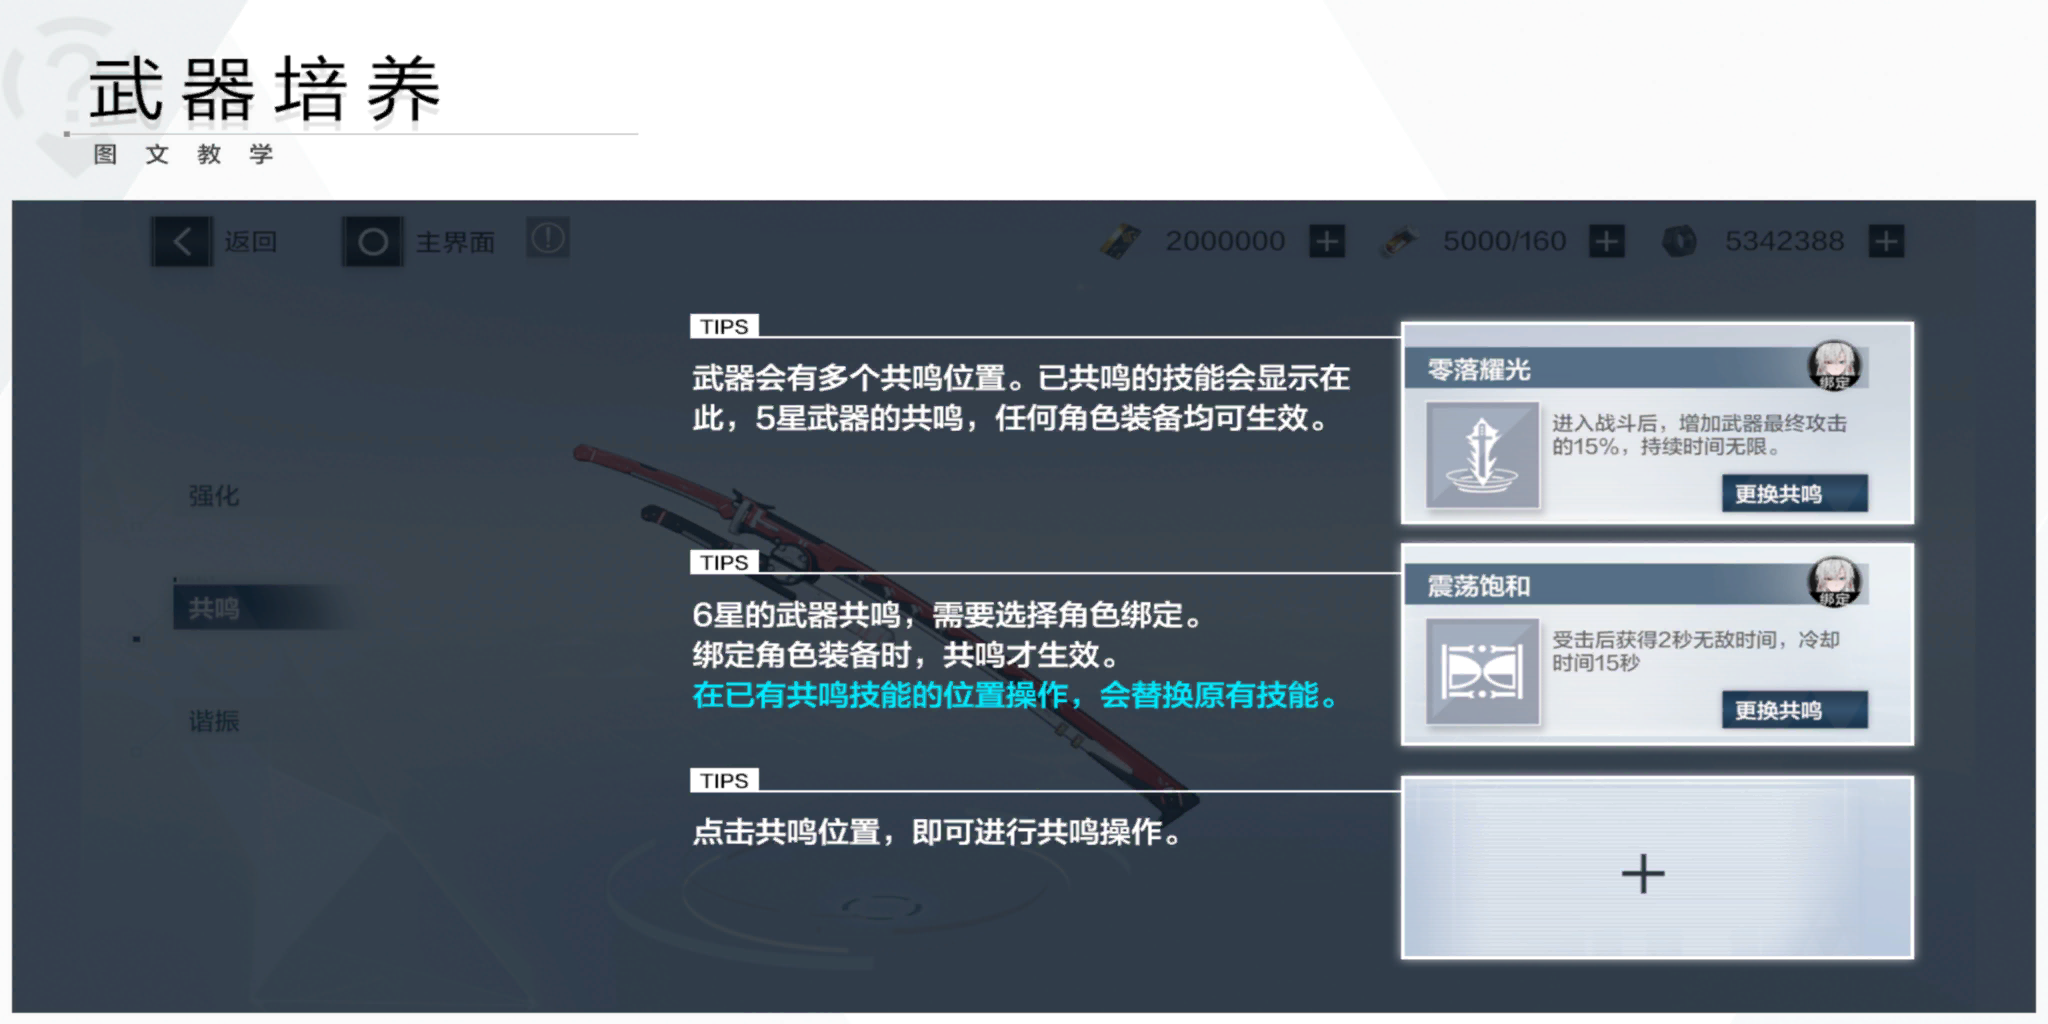 武器培养
图文教学
返回
主界面
2000000
5000/160
5342388
TIPS
武器会有多个共鸣位置。已共鸣的技能会显示在
此，5星武器的共鸣，任何角色装备均可生效。
零落耀光
绑定
进入战斗后，增加武器最终攻击
的15%，持续时间无限。
更换共鸣
强化
共鸣
谐振
TIPS
6星的武器共鸣，需要选择角色绑定。
绑定角色装备时，共鸣才生效。
在已有共鸣技能的位置操作，会替换原有技能。
震荡饱和
绑定
受击后获得2秒无敌时间，冷却
时间15秒
更换共鸣
TIPS
点击共鸣位置，即可进行共鸣操作。